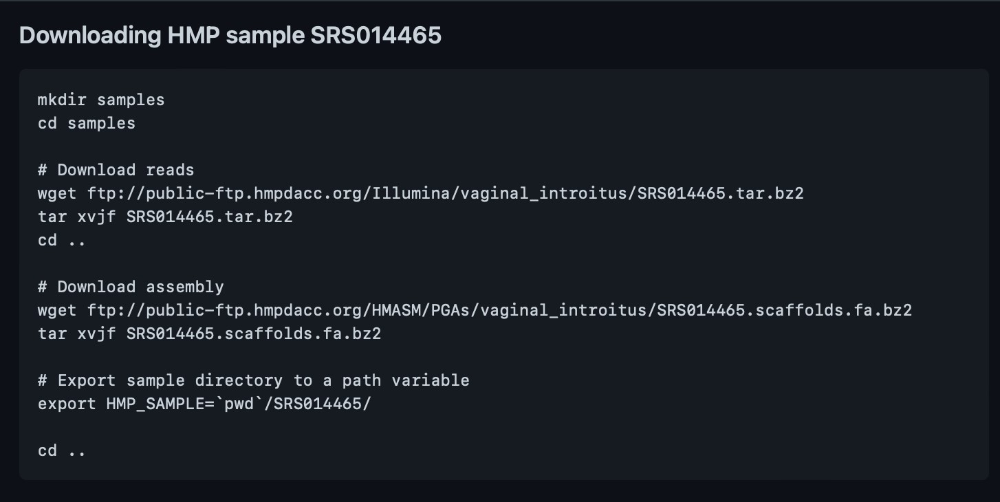 Downloading HMP sample SRS014465
mkdir samples
cd samples
# Download reads
wget ftp://public-ftp.hmpdacc.org/Illumina/vaginal_introitus/SRS014465.tar.bz2
tar xvjf SRS014465.tar.bz2
cd ..
# Download assembly
wget ftp://public-ftp.hmpdacc.org/HMASM/PGAs/vaginal_introitus/SRS014465.scaffolds.fa.bz2
tar xvjf SRS014465.scaffolds.fa.bz2
# Export sample directory to a path variable
export HMP_SAMPLE=`pwd`/SRS014465/
cd ..